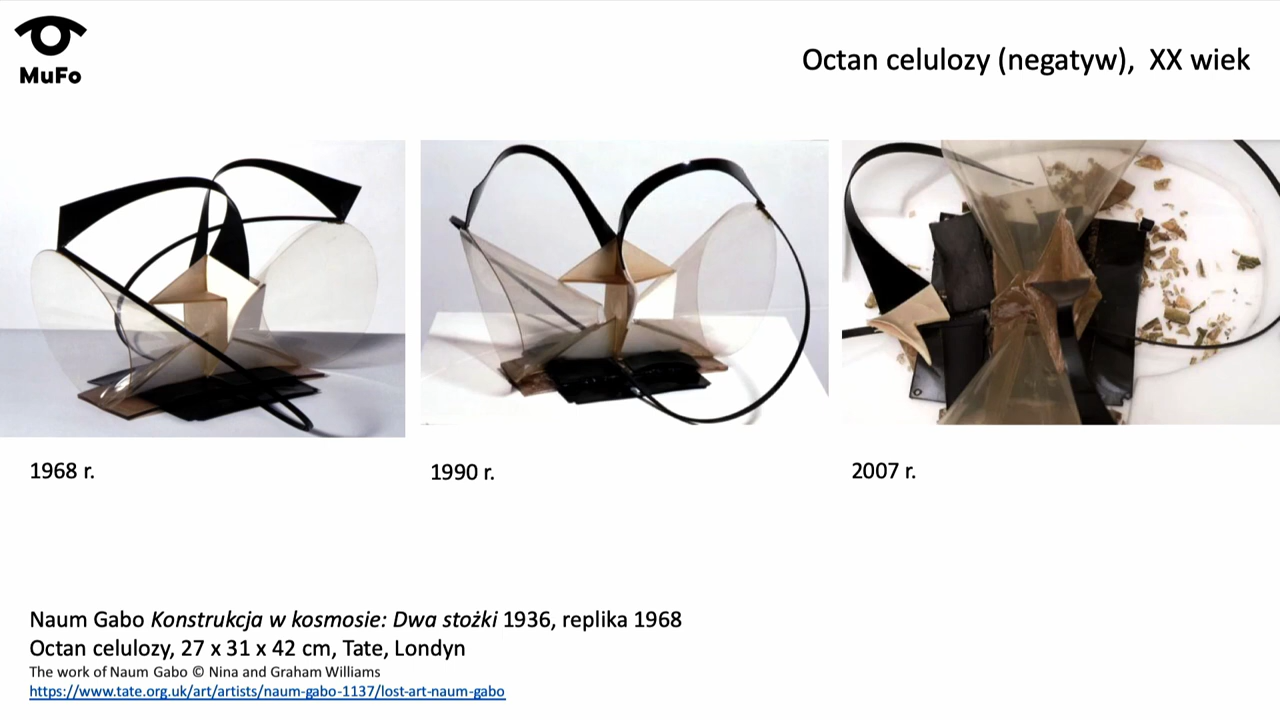 MuFo
Octan celulozy (negatyw), XX wiek
1968 r.
1990 r.
2007 r.
Naum Gabo Konstrukcja w kosmosie: Dwa stożki 1936, replika 1968
Octan celulozy, 27 x 31 x 42 cm, Tate, Londyn
The work of Naum Gabo © Nina and Graham Williams
https://www.tate.org.uk/art/artists/naum-gabo-1137/lost-art-naum-gabo